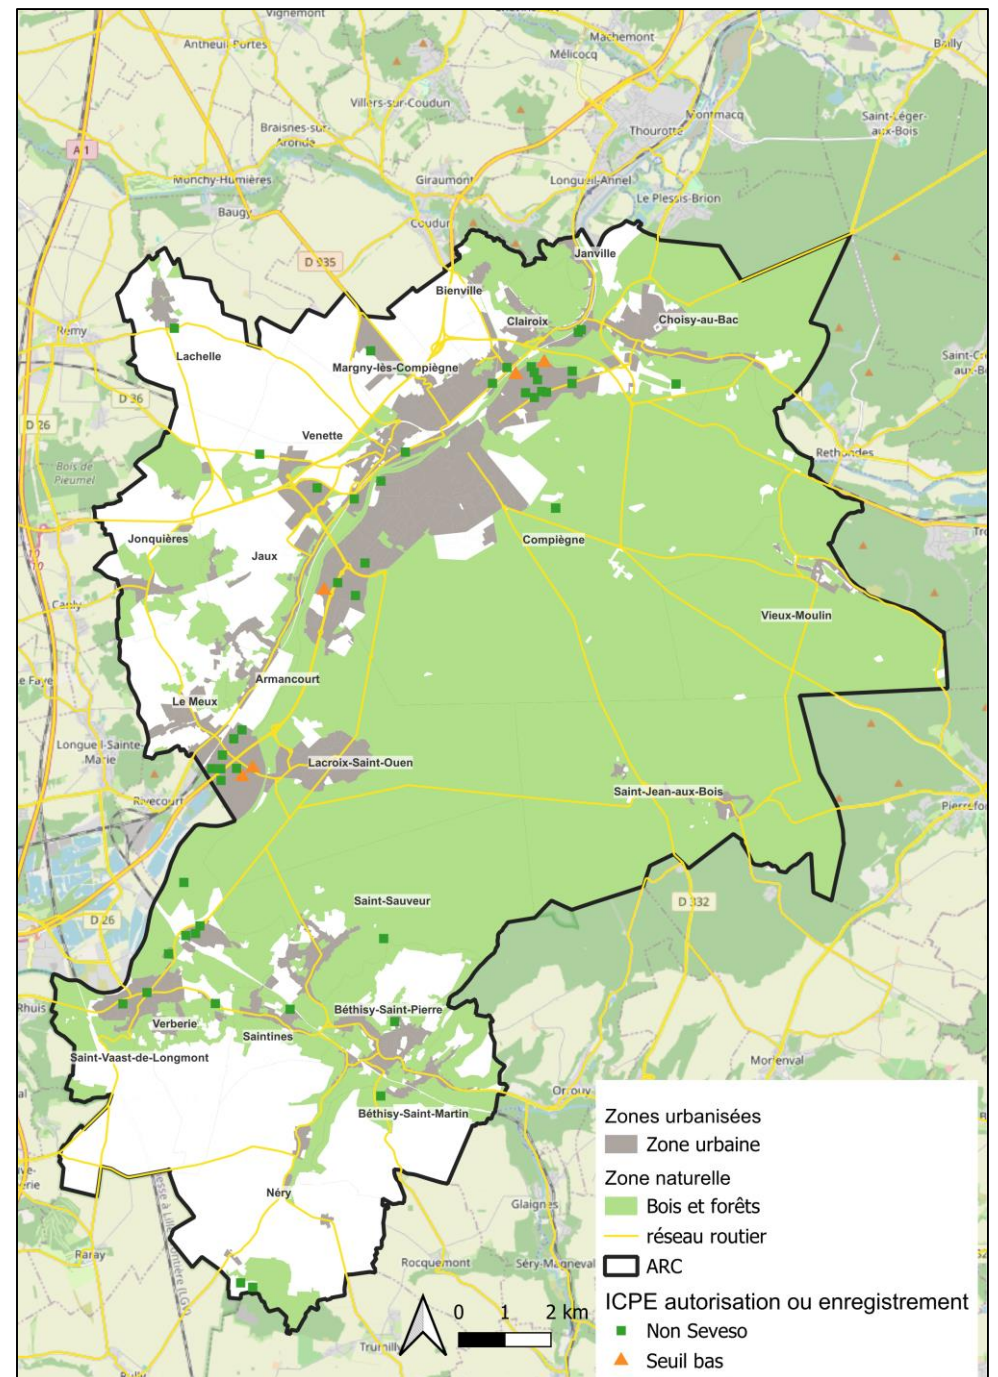 Vignemont
Antheuil-Portes
Machemont
Mélicocq
Bailly
Villers-sur-Coudun
Montmacq
Saint-Léger-
aux-Bois
Braisnes-sur-
Aronde
Thourotte
A 1
Monchy-Humières
Giraumont
Longueil-Annel
Le Plessis-Brion
Baugy
Coudun
Janville
D 935
Bienville
Clairoix
Choisy-au-Bac
Remy
Lachelle
Margny-lès-Compiègne
D 36
D 26
Venette
Rethondes
Bois de
Pieumel
Jonquières
Jaux
Compiègne
Canly
Vieux-Moulin
Le Faye
Armancourt
Le Meux
Longueil-Sainte-
Marie
Lacroix-Saint-Ouen
Saint-Jean-aux-Bois
Rivecourt
Saint-Sauveur
D 332
D 26
Rhuis
Béthisy-Saint-Pierre
Verberie
Saintines
Saint-Vaast-de-Longmont
Morienval
Orrouy
Béthisy-Saint-Martin
Néry
Glaignes
Raray
Rocquemont
Séry-Magneval
Trumilly
Zones urbanisées
Zone urbaine
Zone naturelle
Bois et forêts
réseau routier
ARC
ICPE autorisation ou enregistrement
Non Seveso
Seuil bas
0 1 2 km